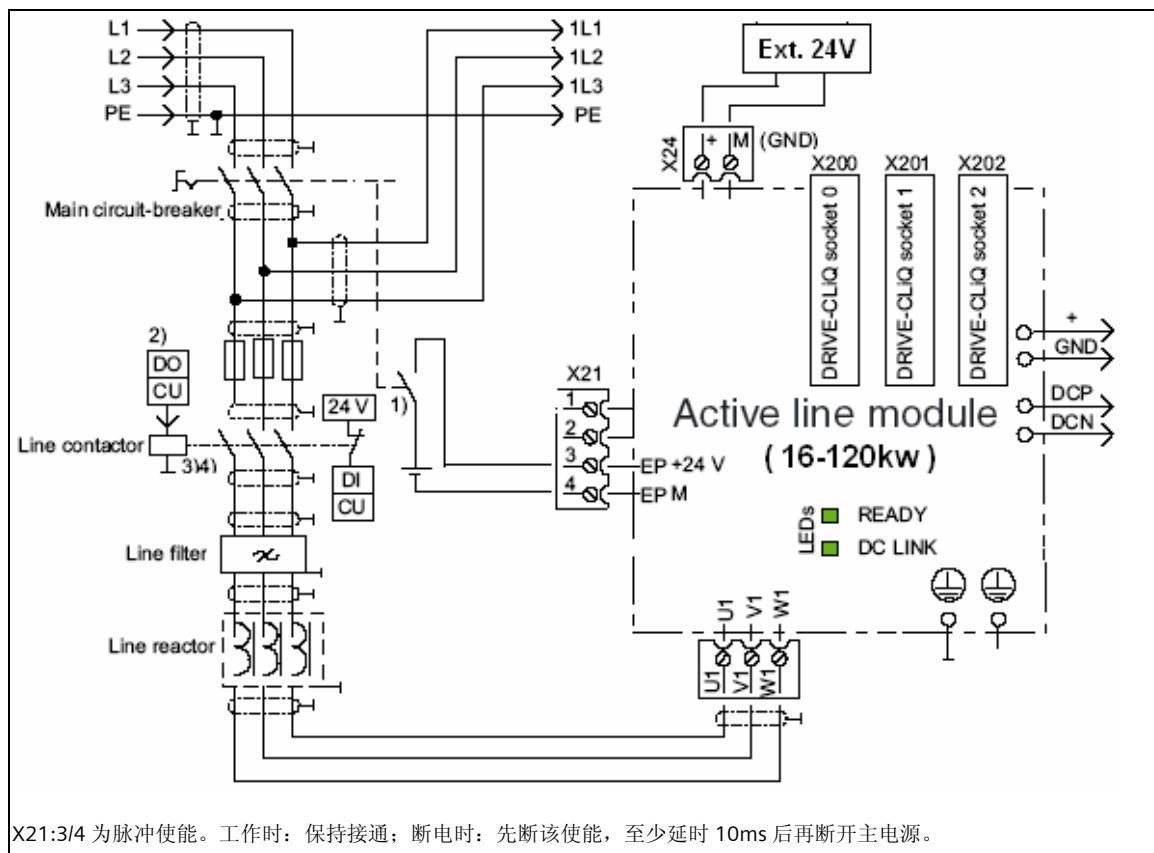 L1
1L1
L2
1L2
L3
1L3
PE
PE
Ext. 24V
X24
+
M
(GND)
Main circuit-breaker
X200
X201
X202
DRIVE-CLiQ socket 0
DRIVE-CLiQ socket 1
DRIVE-CLiQ socket 2
+
GND
DCP
DCN
2)
DO
CU
Line contactor
3)4)
24 V
DI
CU
1)
X21
1
2
3
4
EP +24 V
EP M
Active line module
( 16-120kw )
LEDs
READY
DC LINK
Line filter
Line reactor
U1
V1
W1
U1
V1
W1
X21:3/4 为脉冲使能。工作时：保持接通；断电时：先断该使能，至少延时 10ms 后再断开主电源。